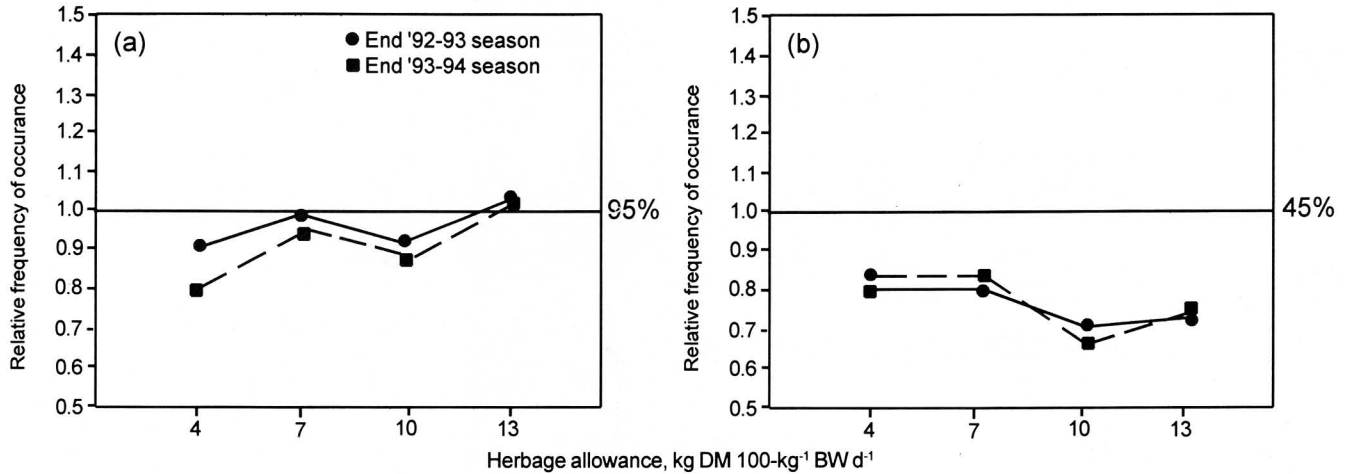 (a)
● End '92-93 season
■ End '93-94 season
Relative frequency of occurance
1.5
1.4
1.3
1.2
1.1
1.0
0.9
0.8
0.7
0.6
0.5
4 7 10 13
95%
(b)
Relative frequency of occurance
1.5
1.4
1.3
1.2
1.1
1.0
0.9
0.8
0.7
0.6
0.5
4 7 10 13
45%
Herbage allowance, kg DM 100-kg⁻¹ BW d⁻¹